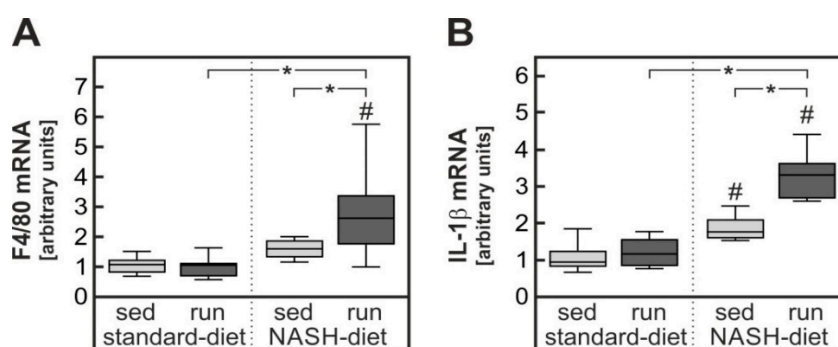 A
F4/80 mRNA
[arbitrary units]
7
6
5
4
3
2
1
0
*
*
#
sed run sed run
standard-diet NASH-diet
B
IL-1β mRNA
[arbitrary units]
6
5
4
3
2
1
0
*
*
#
#
sed run sed run
standard-diet NASH-diet